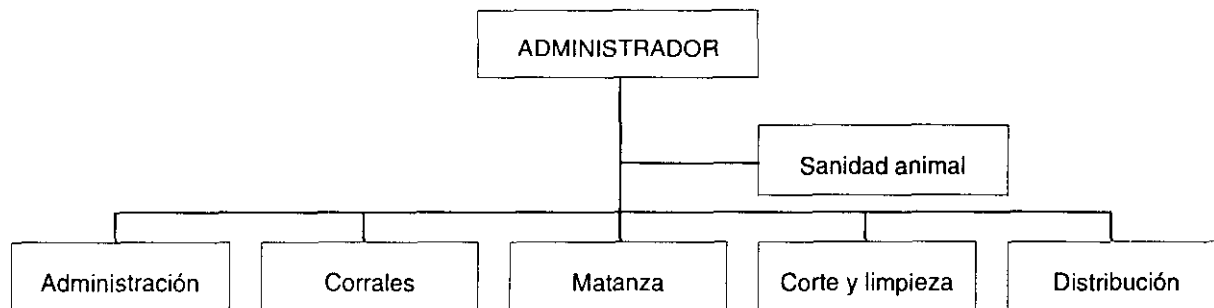 ADMINISTRADOR
Sanidad animal
Administración
Corrales
Matanza
Corte y limpieza
Distribución